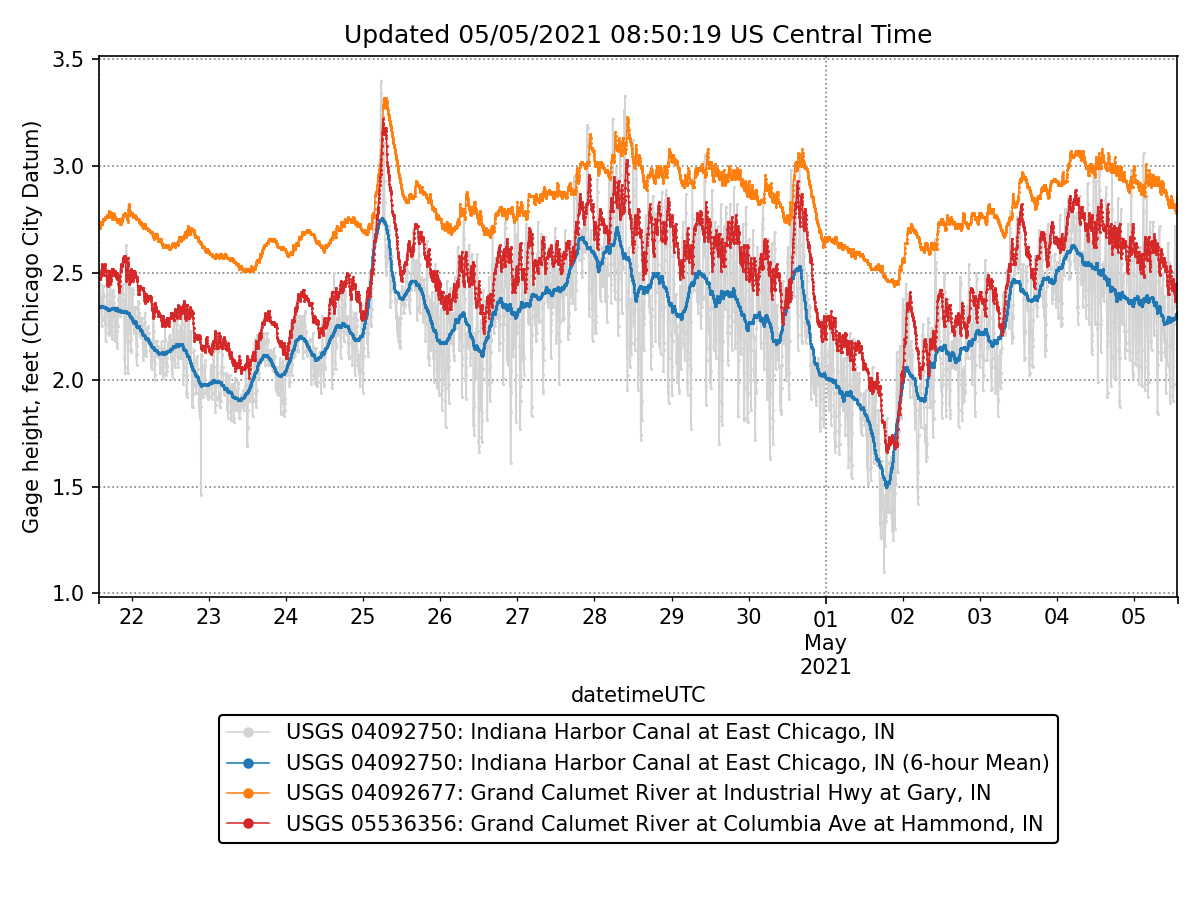 Updated 05/05/2021 08:50:19 US Central Time
Gage height, feet (Chicago City Datum)
3.5
3.0
2.5
2.0
1.5
1.0
22 23 24 25 26 27 28 29 30 01 02 03 04 05
May
2021
datetimeUTC
USGS 04092750: Indiana Harbor Canal at East Chicago, IN
USGS 04092750: Indiana Harbor Canal at East Chicago, IN (6-hour Mean)
USGS 04092677: Grand Calumet River at Industrial Hwy at Gary, IN
USGS 05536356: Grand Calumet River at Columbia Ave at Hammond, IN